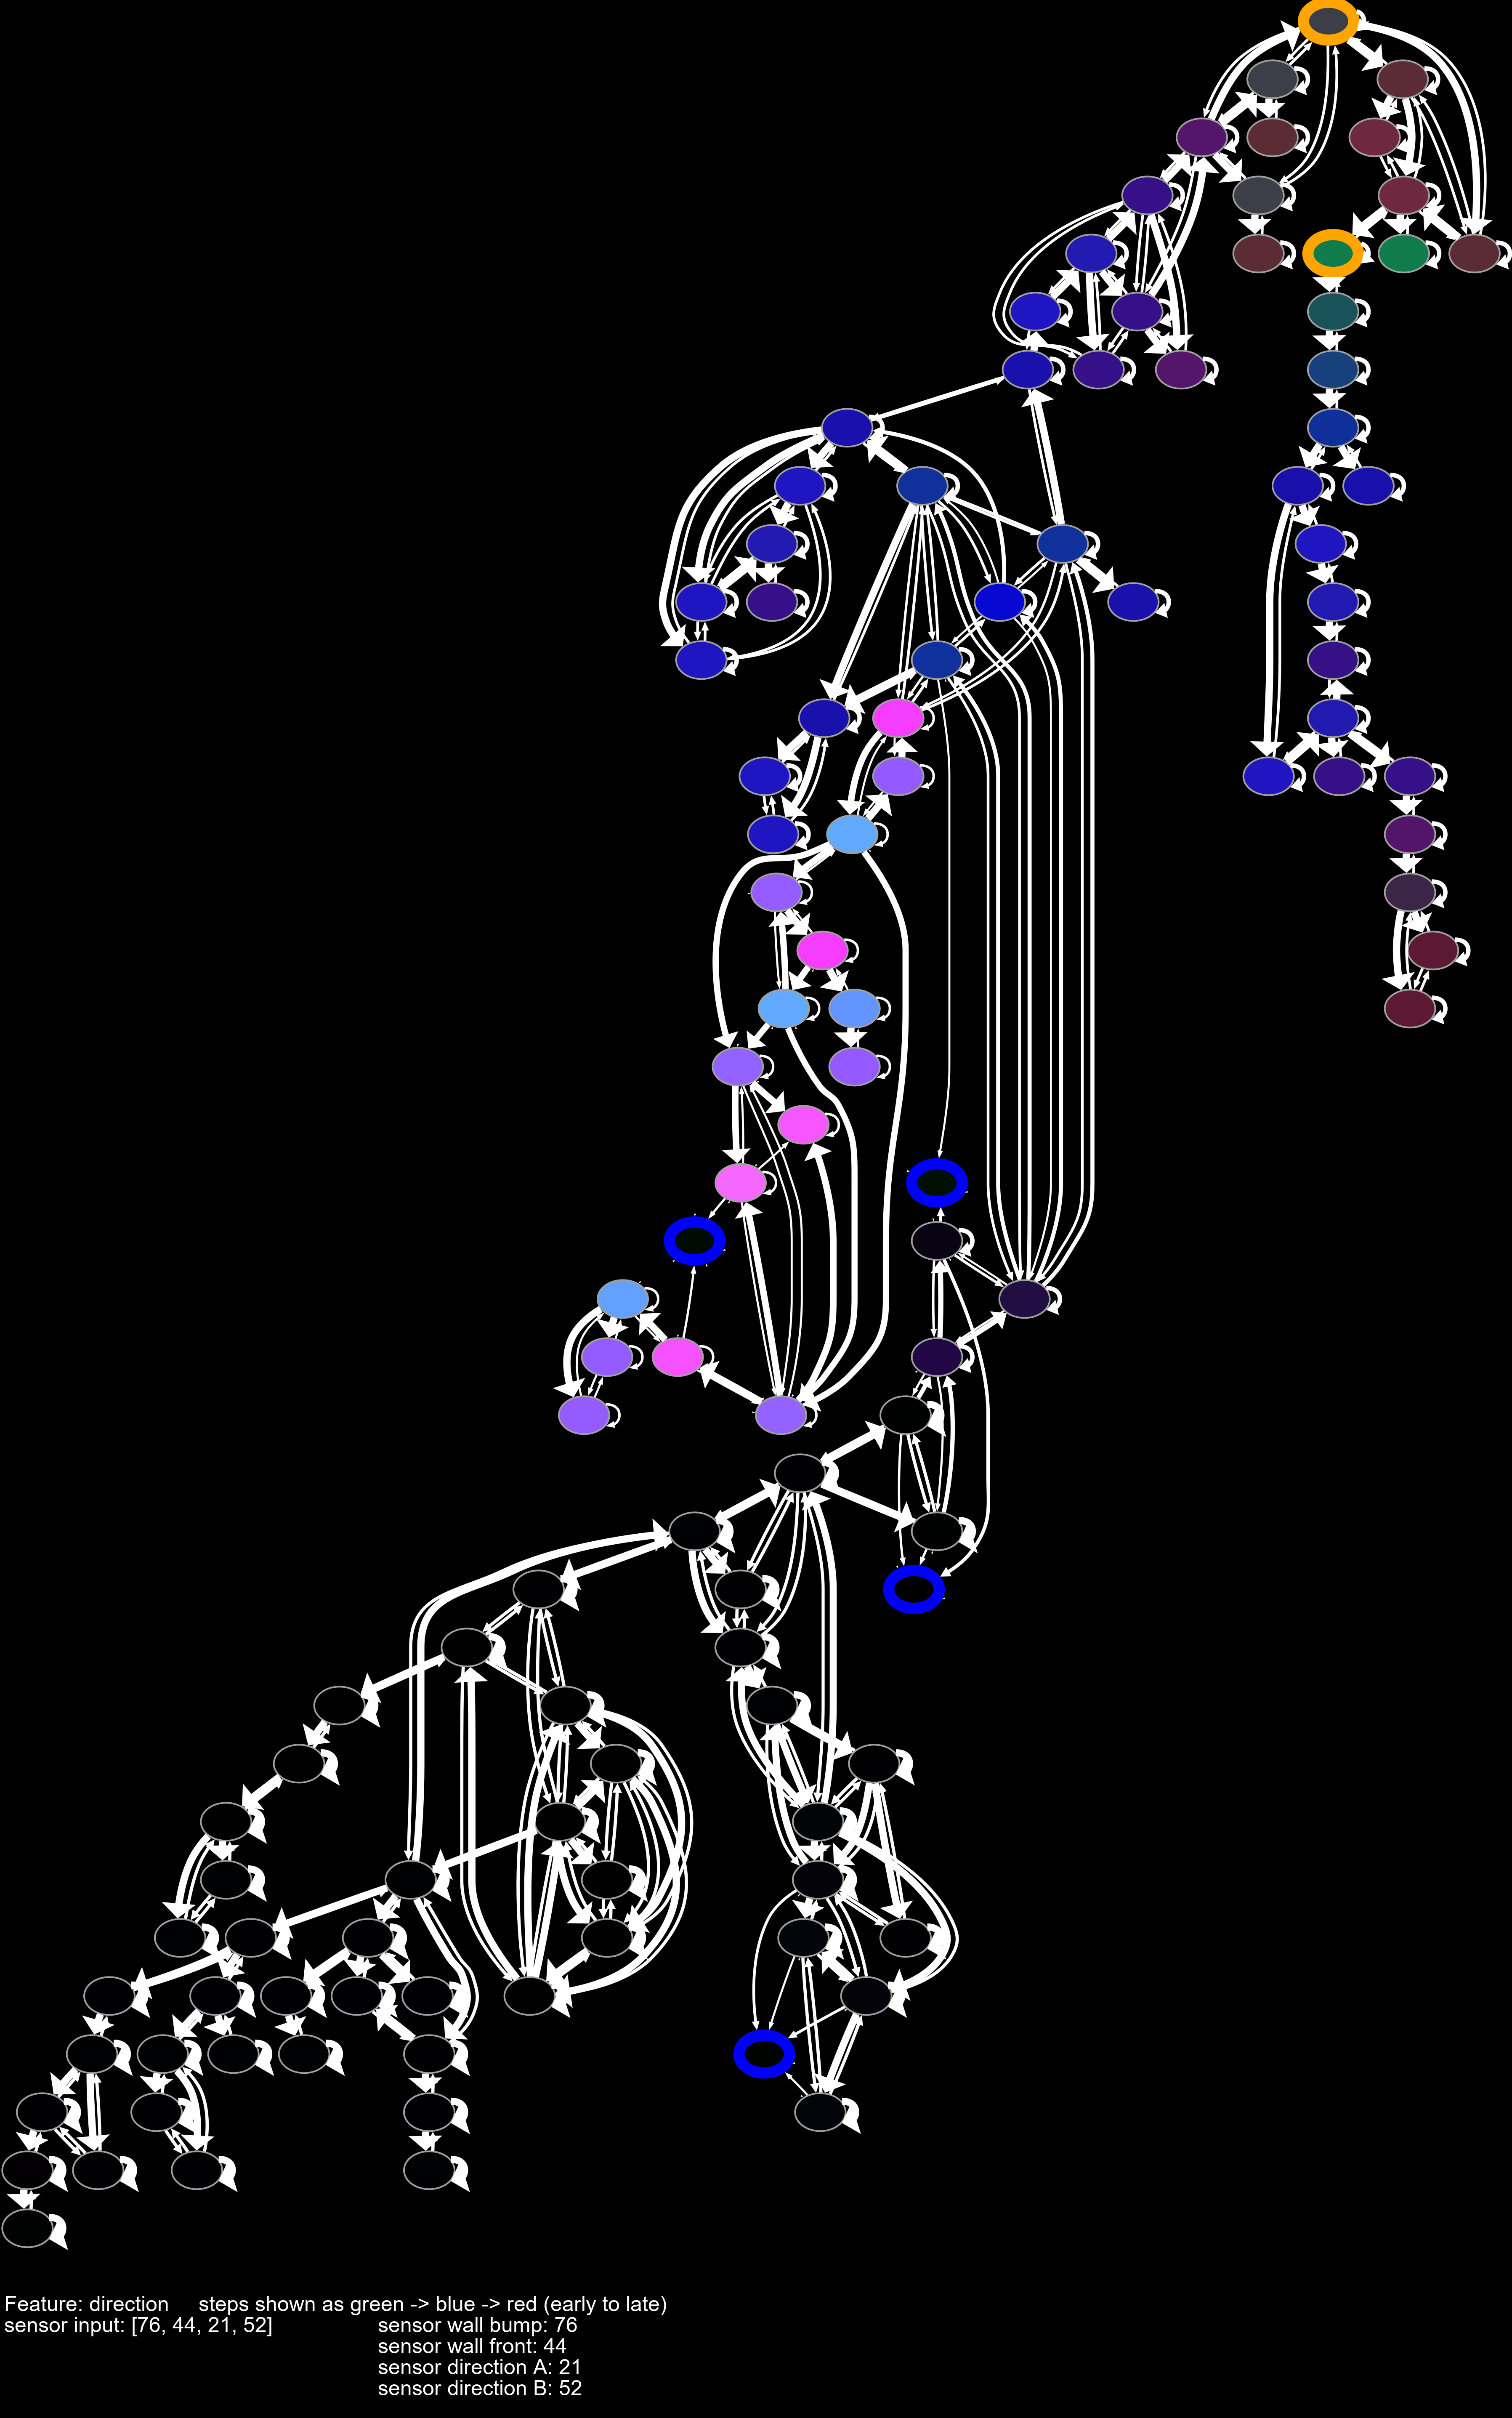 Feature: direction     steps shown as green -> blue -> red (early to late)
sensor input: [76, 44, 21, 52]     sensor wall bump: 76
sensor wall front: 44
sensor direction A: 21
sensor direction B: 52